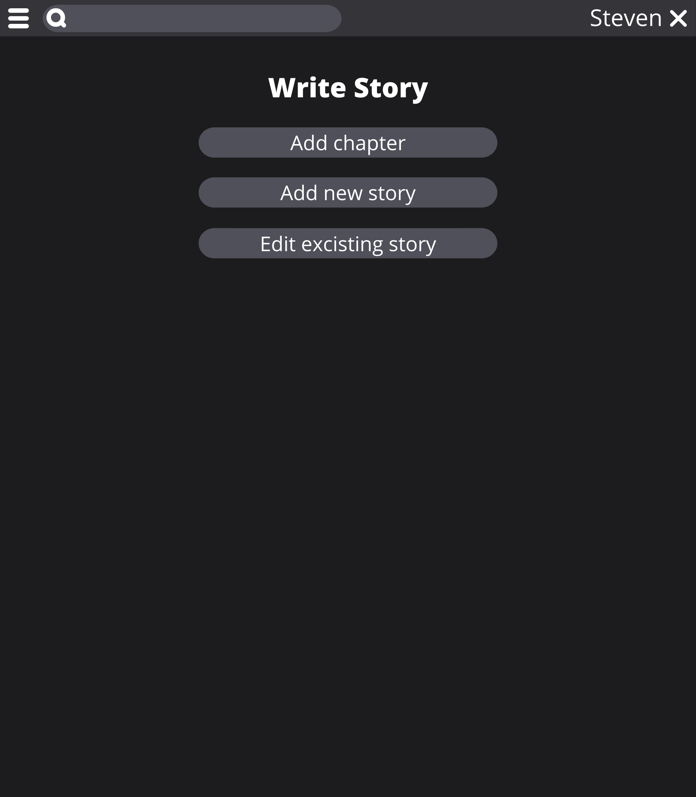 Steven
Write Story
Add chapter
Add new story
Edit excisting story